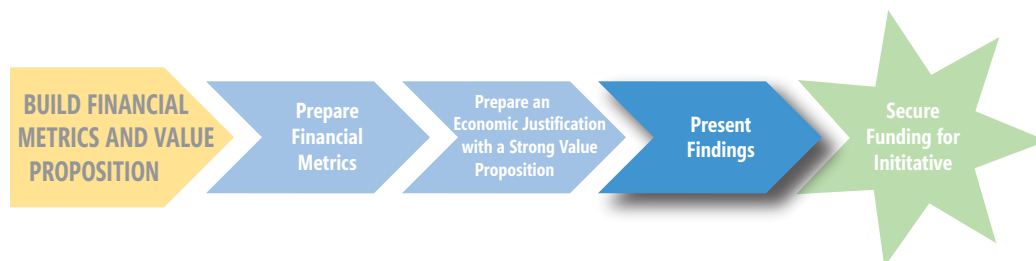 BUILD FINANCIAL
METRICS AND VALUE
PROPOSITION
Prepare
Financial
Metrics
Prepare an
Economic Justification
with a Strong Value
Proposition
Present
Findings
Secure
Funding for
Inititative